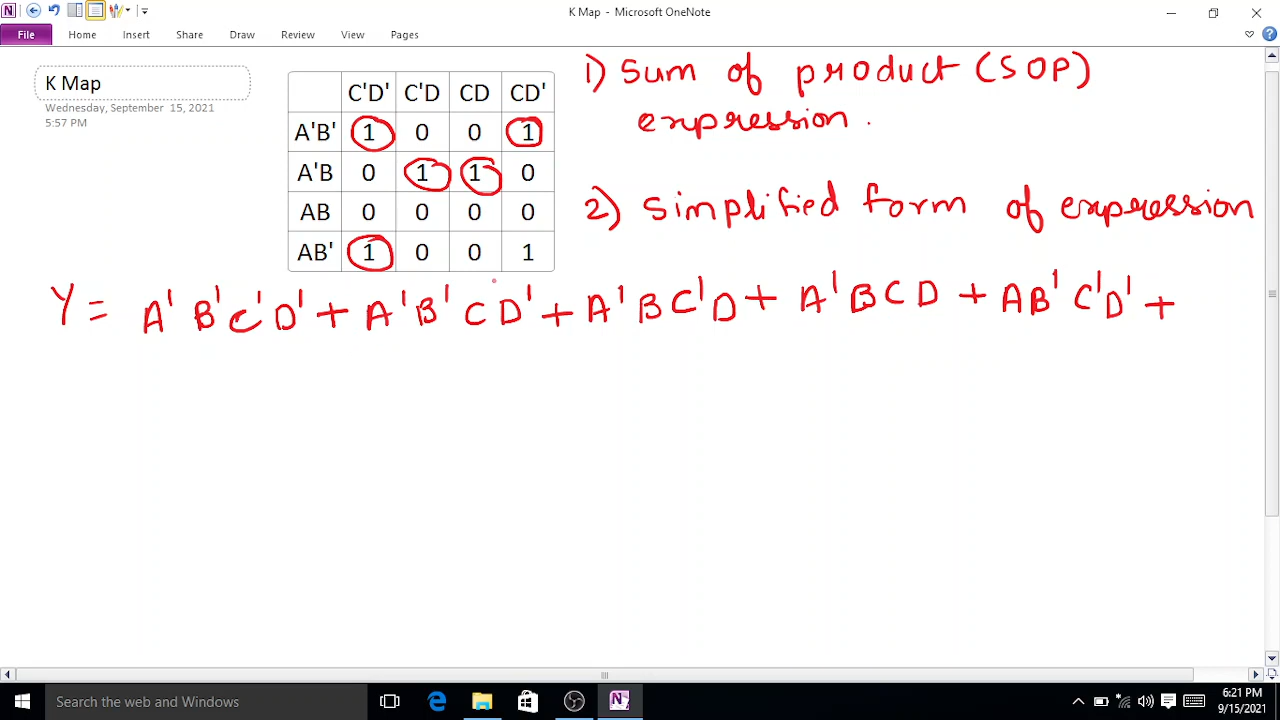 K Map - Microsoft OneNote
File Home Insert Share Draw Review View Pages
K Map
Wednesday, September 15, 2021
5:57 PM
C'D' C'D CD CD'
A'B' 1 0 0 1
A'B 0 1 1 0
AB 0 0 0 0
AB' 1 0 0 1
1) Sum of product (SOP)
expression.
2) Simplified form of expression
Y = A'B'C'D' + A'B'CD' + A'BC'D + A'BCD + AB'C'D' +
Search the web and Windows
6:21 PM
9/15/2021